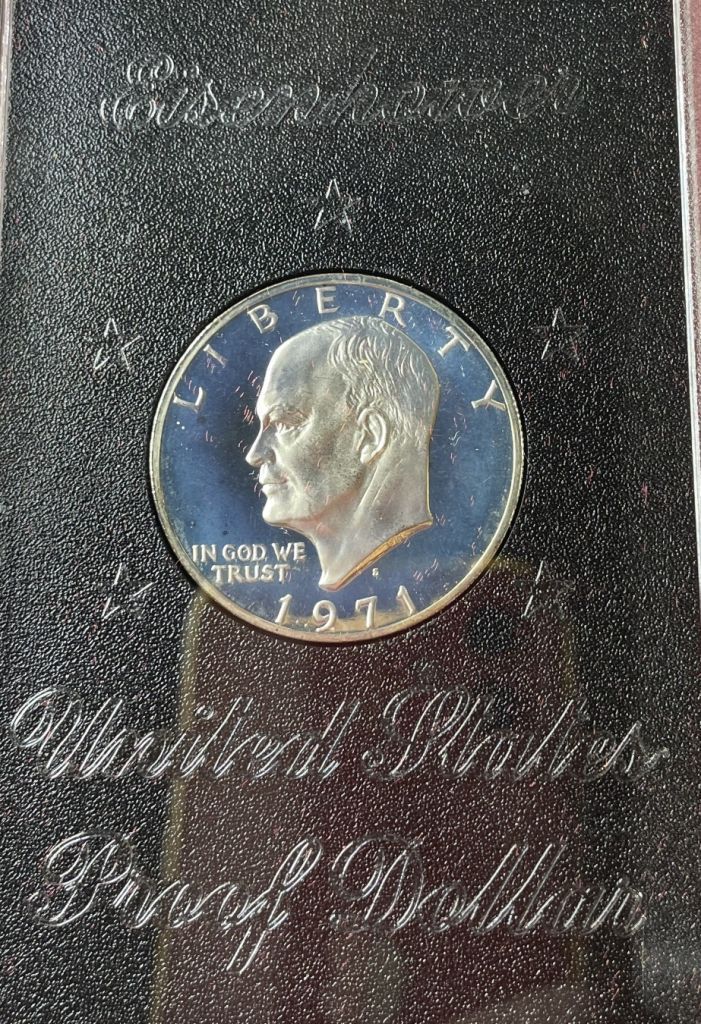 Eisenhower
LIBERTY
IN GOD WE
TRUST
S
1971
United States
Proof Dollar